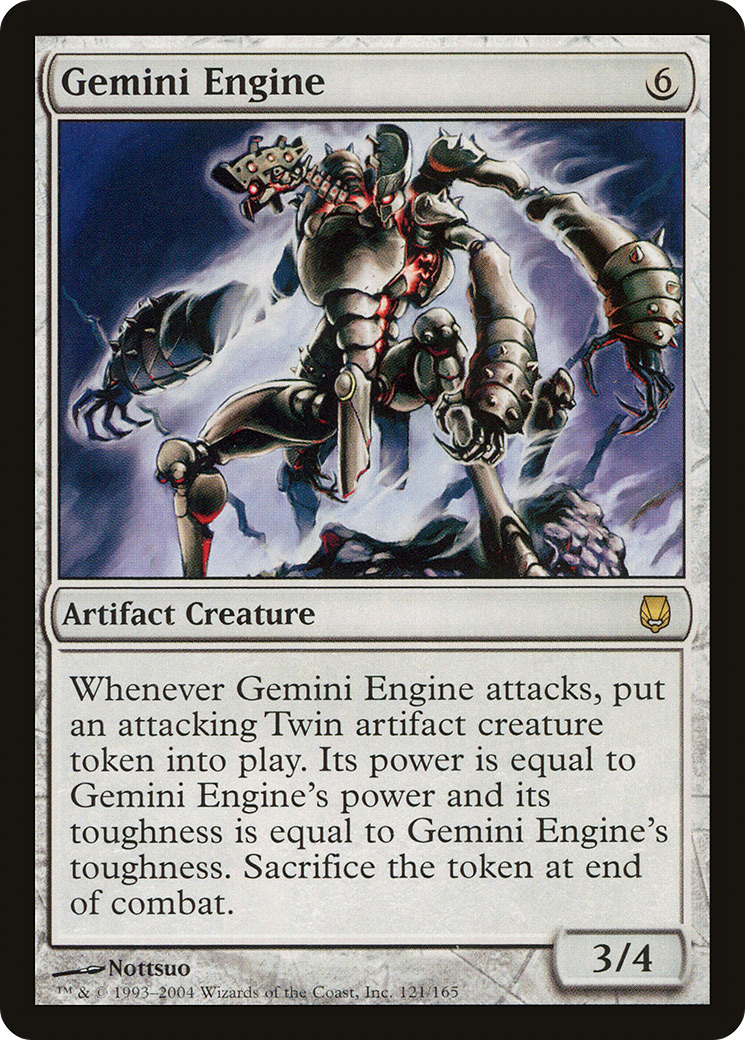 Gemini Engine 6
Artifact Creature
Whenever Gemini Engine attacks, put
an attacking Twin artifact creature
token into play. Its power is equal to
Gemini Engine's power and its
toughness is equal to Gemini Engine's
toughness. Sacrifice the token at end
of combat.
3/4
Nottsuo
™ & © 1993–2004 Wizards of the Coast, Inc. 121/165